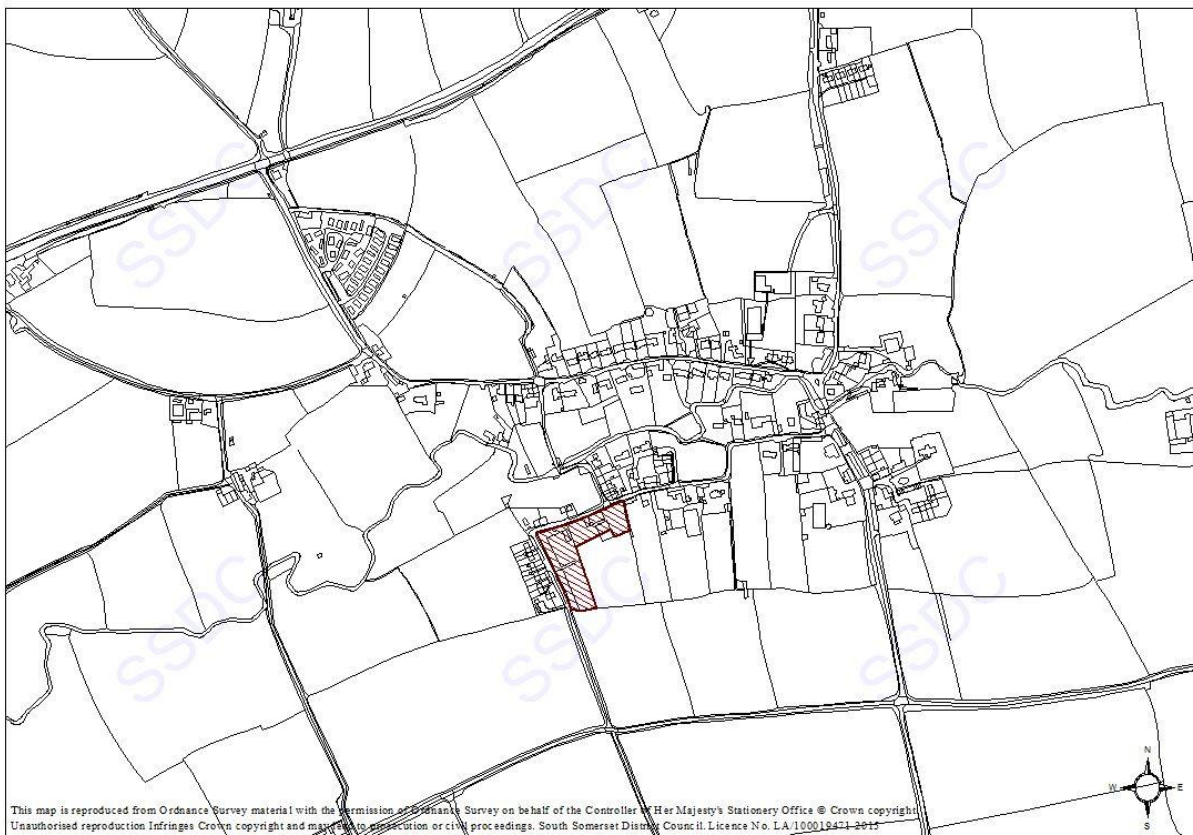 SSDC SSDC SSDC
SSDC SSDC SSDC
N
W E
S
This map is reproduced from Ordnance Survey material with the permission of Ordnance Survey on behalf of the Controller of Her Majesty's Stationery Office © Crown copyright
Unauthorised reproduction Infringes Crown copyright and may lead to prosecution or civil proceedings. South Somerset District Council. Licence No. LA/100019471-2015